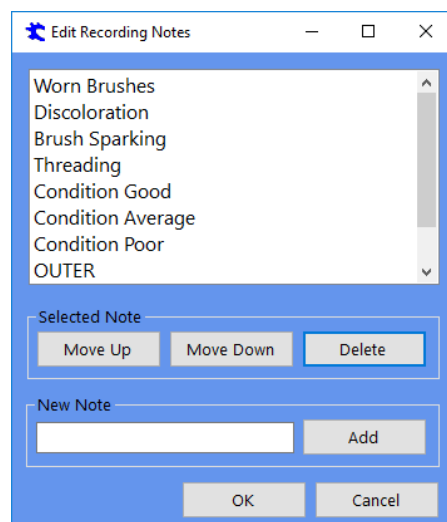 Edit Recording Notes
Worn Brushes
Discoloration
Brush Sparking
Threading
Condition Good
Condition Average
Condition Poor
OUTER
Selected Note
Move Up Move Down Delete
New Note
Add
OK Cancel